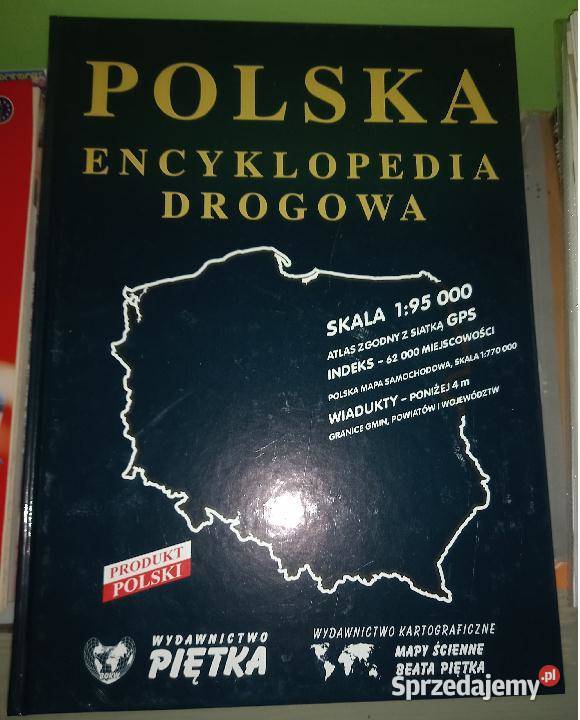 POLSKA
ENCYKLOPEDIA
DROGOWA
SKALA 1:95 000
ATLAS ZGODNY Z SIATKĄ GPS
INDEKS - 62 000 MIEJSCOWOŚCI
POLSKA MAPA SAMOCHODOWA, SKALA 1:770 000
WIADUKTY - PONIŻEJ 4 m
GRANICE GMIN, POWIATÓW I WOJEWÓDZTW
PRODUKT
POLSKI
WYDAWNICTWO
PIĘTKA
WYDAWNICTWO KARTOGRAFICZNE
MAPY ŚCIENNE
BEATA PIĘTKA
Sprzedajemy.pl